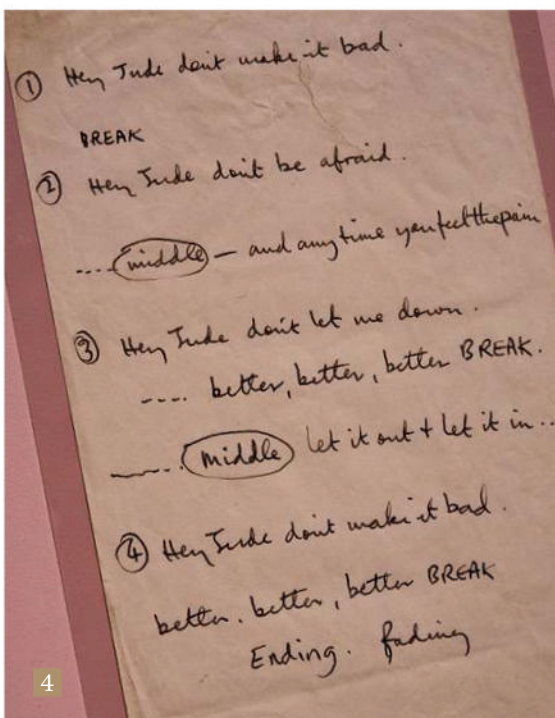 ① Hey Jude don't make it bad.
BREAK
② Hey Jude don't be afraid.
.... middle — and anytime you feel the pain
③ Hey Jude don't let me down.
.... better, better, better BREAK.
middle let it out + let it in ..
④ Hey Jude don't make it bad.
better. better, better BREAK
Ending. fading
4